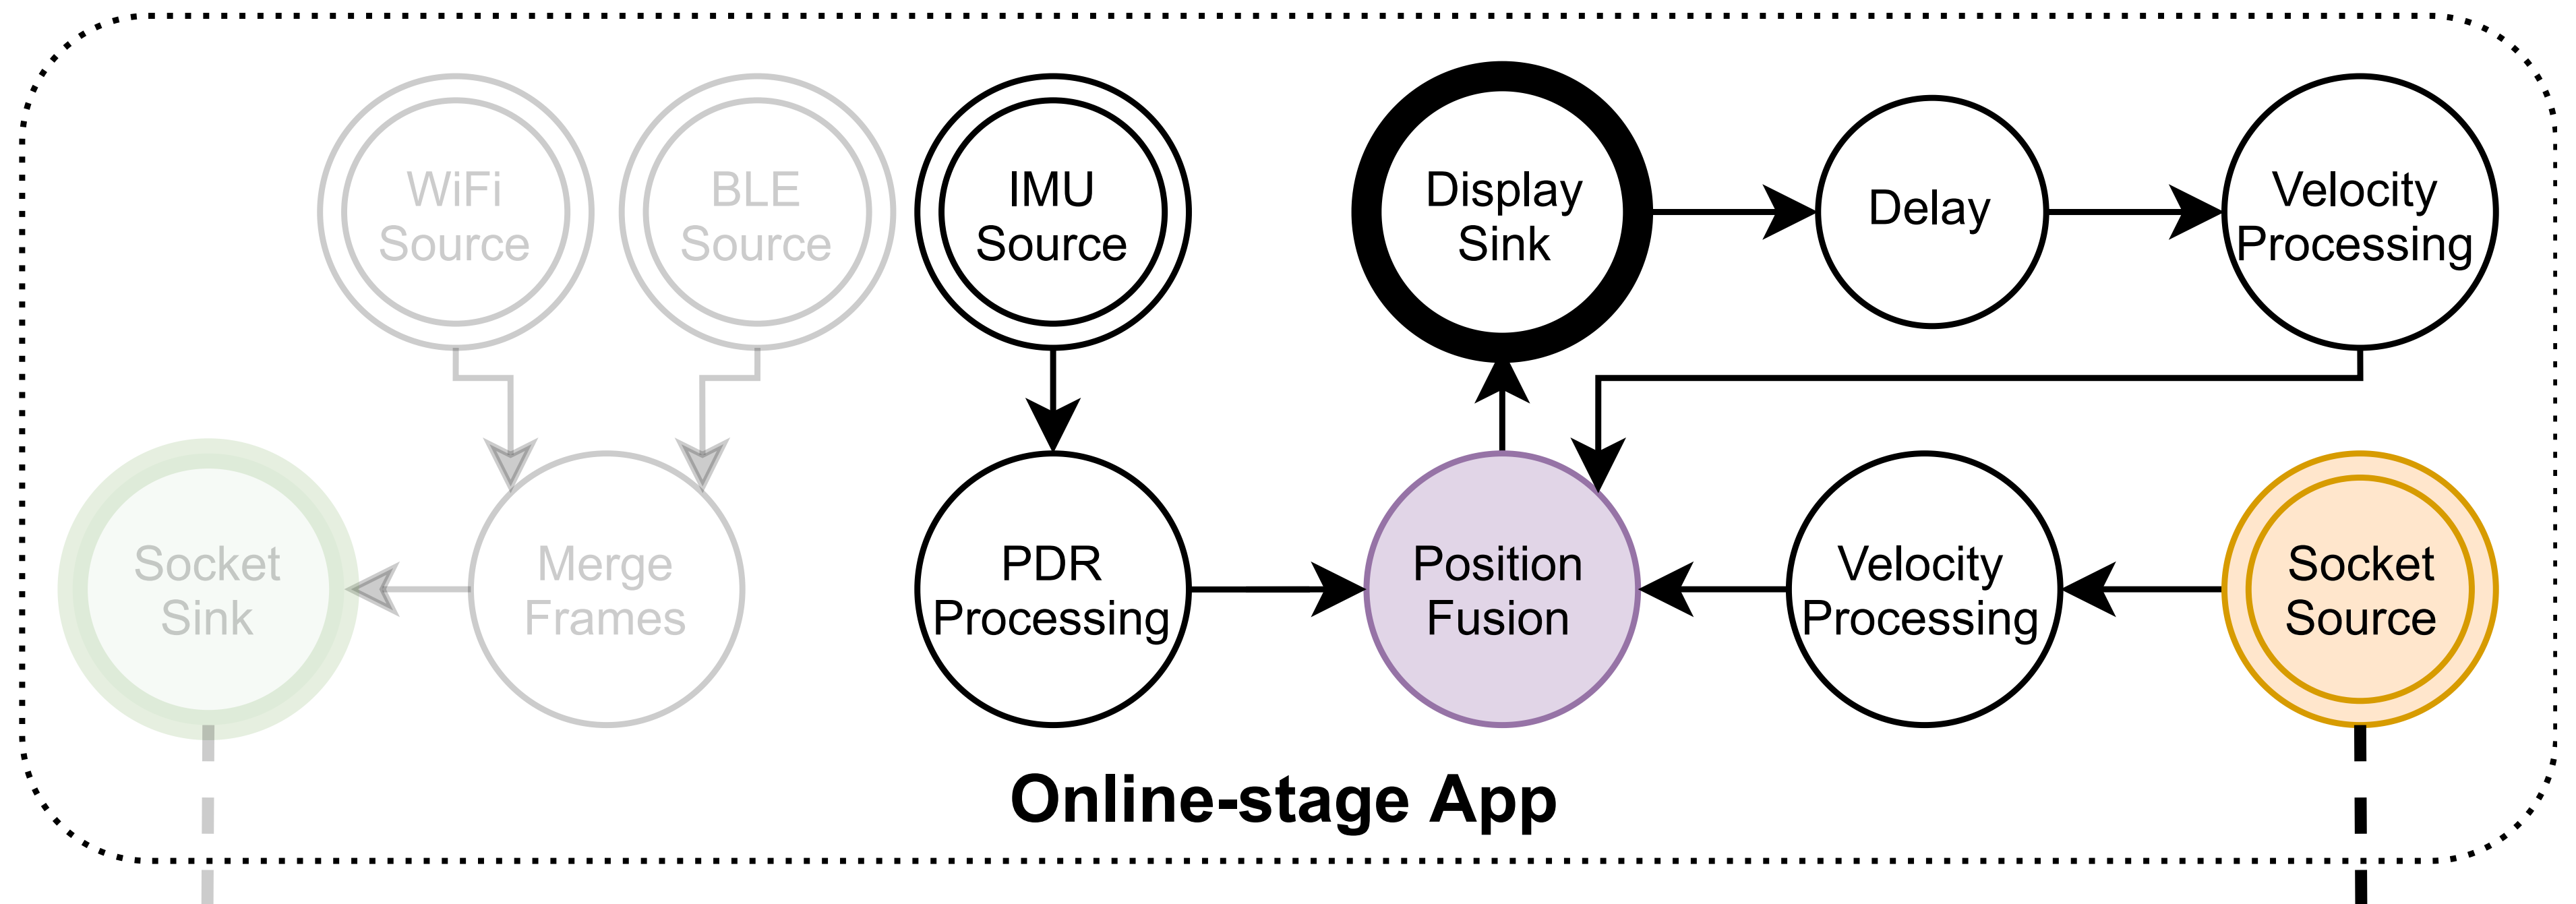 WiFi
Source
BLE
Source
IMU
Source
Display
Sink
Delay
Velocity
Processing
Socket
Sink
Merge
Frames
PDR
Processing
Position
Fusion
Velocity
Processing
Socket
Source
Online-stage App